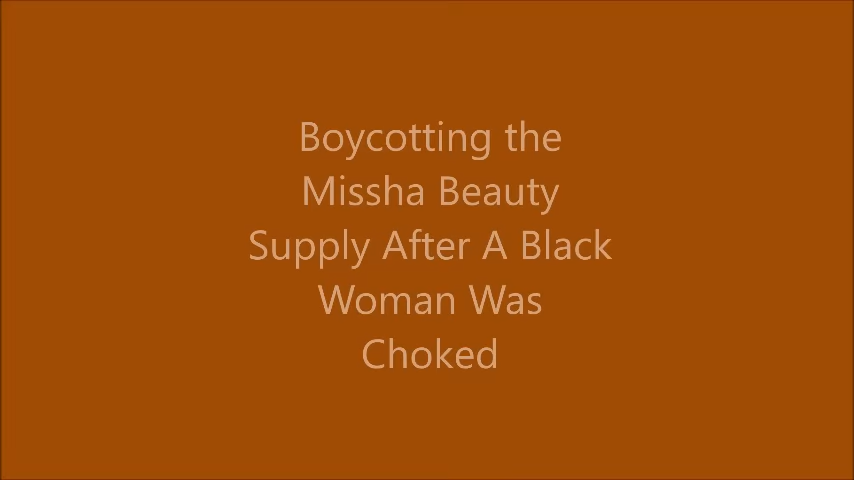 Boycotting the
Missha Beauty
Supply After A Black
Woman Was
Choked